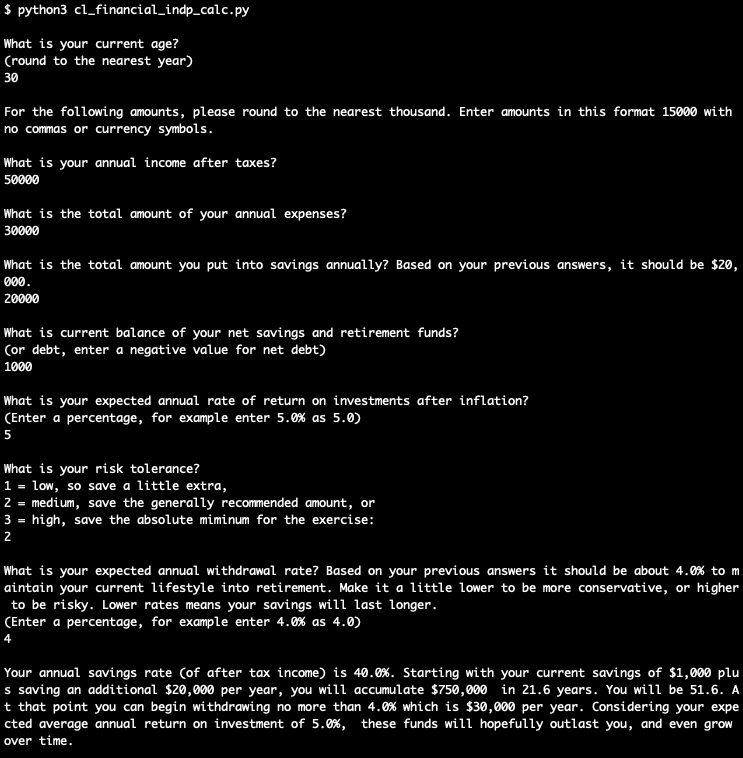 $ python3 cl_financial_indp_calc.py
What is your current age?
(round to the nearest year)
30
For the following amounts, please round to the nearest thousand. Enter amounts in this format 15000 with
no commas or currency symbols.
What is your annual income after taxes?
50000
What is the total amount of your annual expenses?
30000
What is the total amount you put into savings annually? Based on your previous answers, it should be $20,
000.
20000
What is current balance of your net savings and retirement funds?
(or debt, enter a negative value for net debt)
1000
What is your expected annual rate of return on investments after inflation?
(Enter a percentage, for example enter 5.0% as 5.0)
5
What is your risk tolerance?
1 = low, so save a little extra,
2 = medium, save the generally recommended amount, or
3 = high, save the absolute miminum for the exercise:
2
What is your expected annual withdrawal rate? Based on your previous answers it should be about 4.0% to m
aintain your current lifestyle into retirement. Make it a little lower to be more conservative, or higher
 to be risky. Lower rates means your savings will last longer.
(Enter a percentage, for example enter 4.0% as 4.0)
4
Your annual savings rate (of after tax income) is 40.0%. Starting with your current savings of $1,000 plu
s saving an additional $20,000 per year, you will accumulate $750,000  in 21.6 years. You will be 51.6. A
t that point you can begin withdrawing no more than 4.0% which is $30,000 per year. Considering your expe
cted average annual return on investment of 5.0%,  these funds will hopefully outlast you, and even grow
over time.